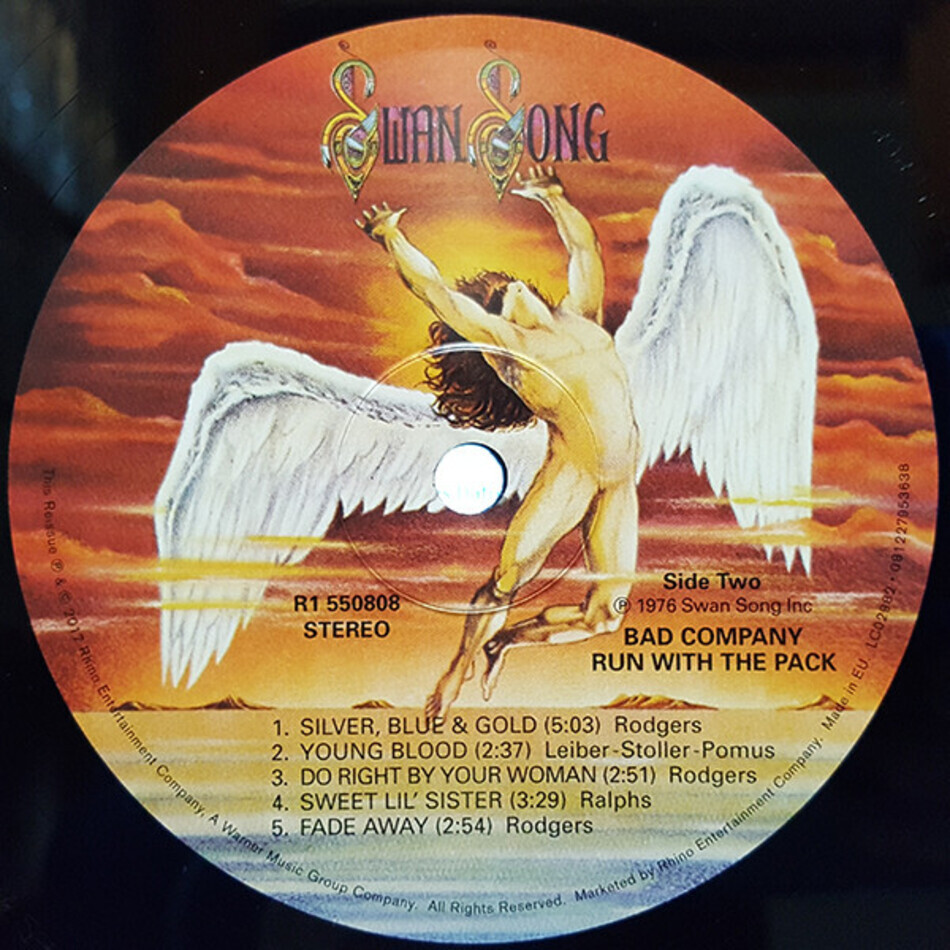 SWAN SONG
Side Two
℗ 1976 Swan Song Inc
R1 550808
STEREO
BAD COMPANY
RUN WITH THE PACK
1. SILVER, BLUE & GOLD (5:03) Rodgers
2. YOUNG BLOOD (2:37) Leiber-Stoller-Pomus
3. DO RIGHT BY YOUR WOMAN (2:51) Rodgers
4. SWEET LIL' SISTER (3:29) Ralphs
5. FADE AWAY (2:54) Rodgers
This Reissue ℗ & © 2017 Rhino Entertainment Company, A Warner Music Group Company. All Rights Reserved. Marketed by Rhino Entertainment Company. Made in EU. LC02982 • 081227953638